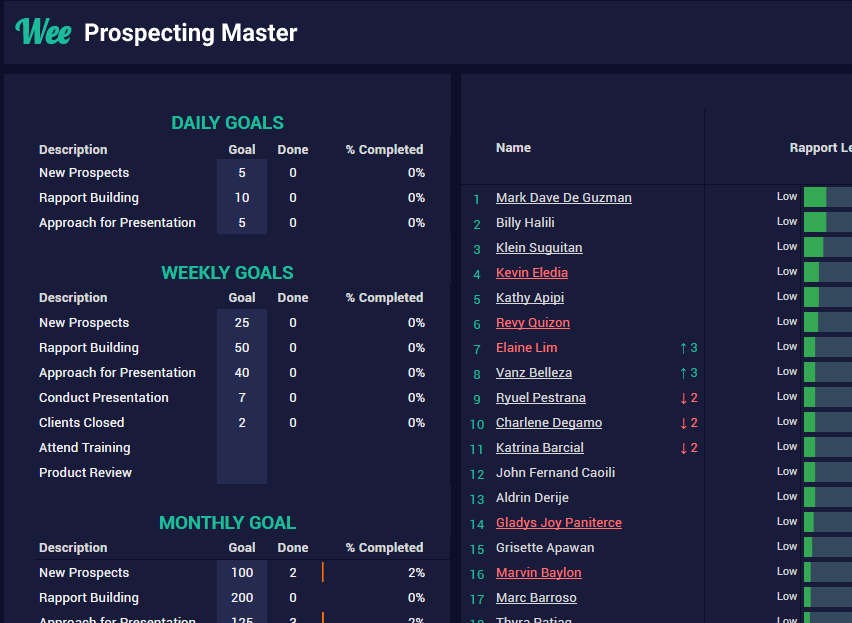 Wee Prospecting Master
DAILY GOALS
Description Goal Done % Completed
New Prospects 5 0 0%
Rapport Building 10 0 0%
Approach for Presentation 5 0 0%
WEEKLY GOALS
Description Goal Done % Completed
New Prospects 25 0 0%
Rapport Building 50 0 0%
Approach for Presentation 40 0 0%
Conduct Presentation 7 0 0%
Clients Closed 2 0 0%
Attend Training
Product Review
MONTHLY GOAL
Description Goal Done % Completed
New Prospects 100 2 2%
Rapport Building 200 0 0%
Approach for Presentation 125 3 2%
Name Rapport Le
1 Mark Dave De Guzman Low
2 Billy Halili Low
3 Klein Suguitan Low
4 Kevin Eledia Low
5 Kathy Apipi Low
6 Revy Quizon Low
7 Elaine Lim ↑ 3 Low
8 Vanz Belleza ↑ 3 Low
9 Ryuel Pestrana ↓ 2 Low
10 Charlene Degamo ↓ 2 Low
11 Katrina Barcial ↓ 2 Low
12 John Fernand Caoili Low
13 Aldrin Derije Low
14 Gladys Joy Paniterce Low
15 Grisette Apawan Low
16 Marvin Baylon Low
17 Marc Barroso Low
Thyra Low